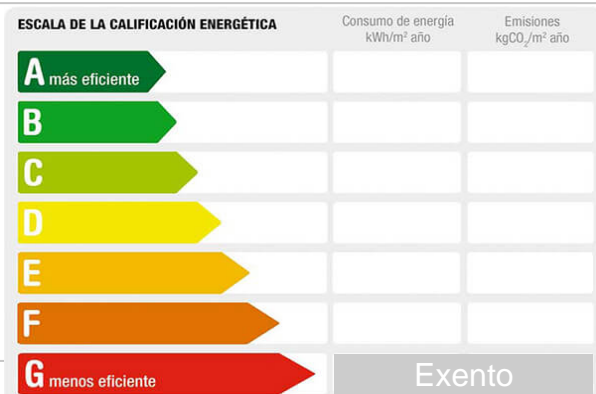 ESCALA DE LA CALIFICACIÓN ENERGÉTICA
Consumo de energía
kWh/m² año
Emisiones
kgCO₂/m² año
A más eficiente
B
C
D
E
F
G menos eficiente
Exento